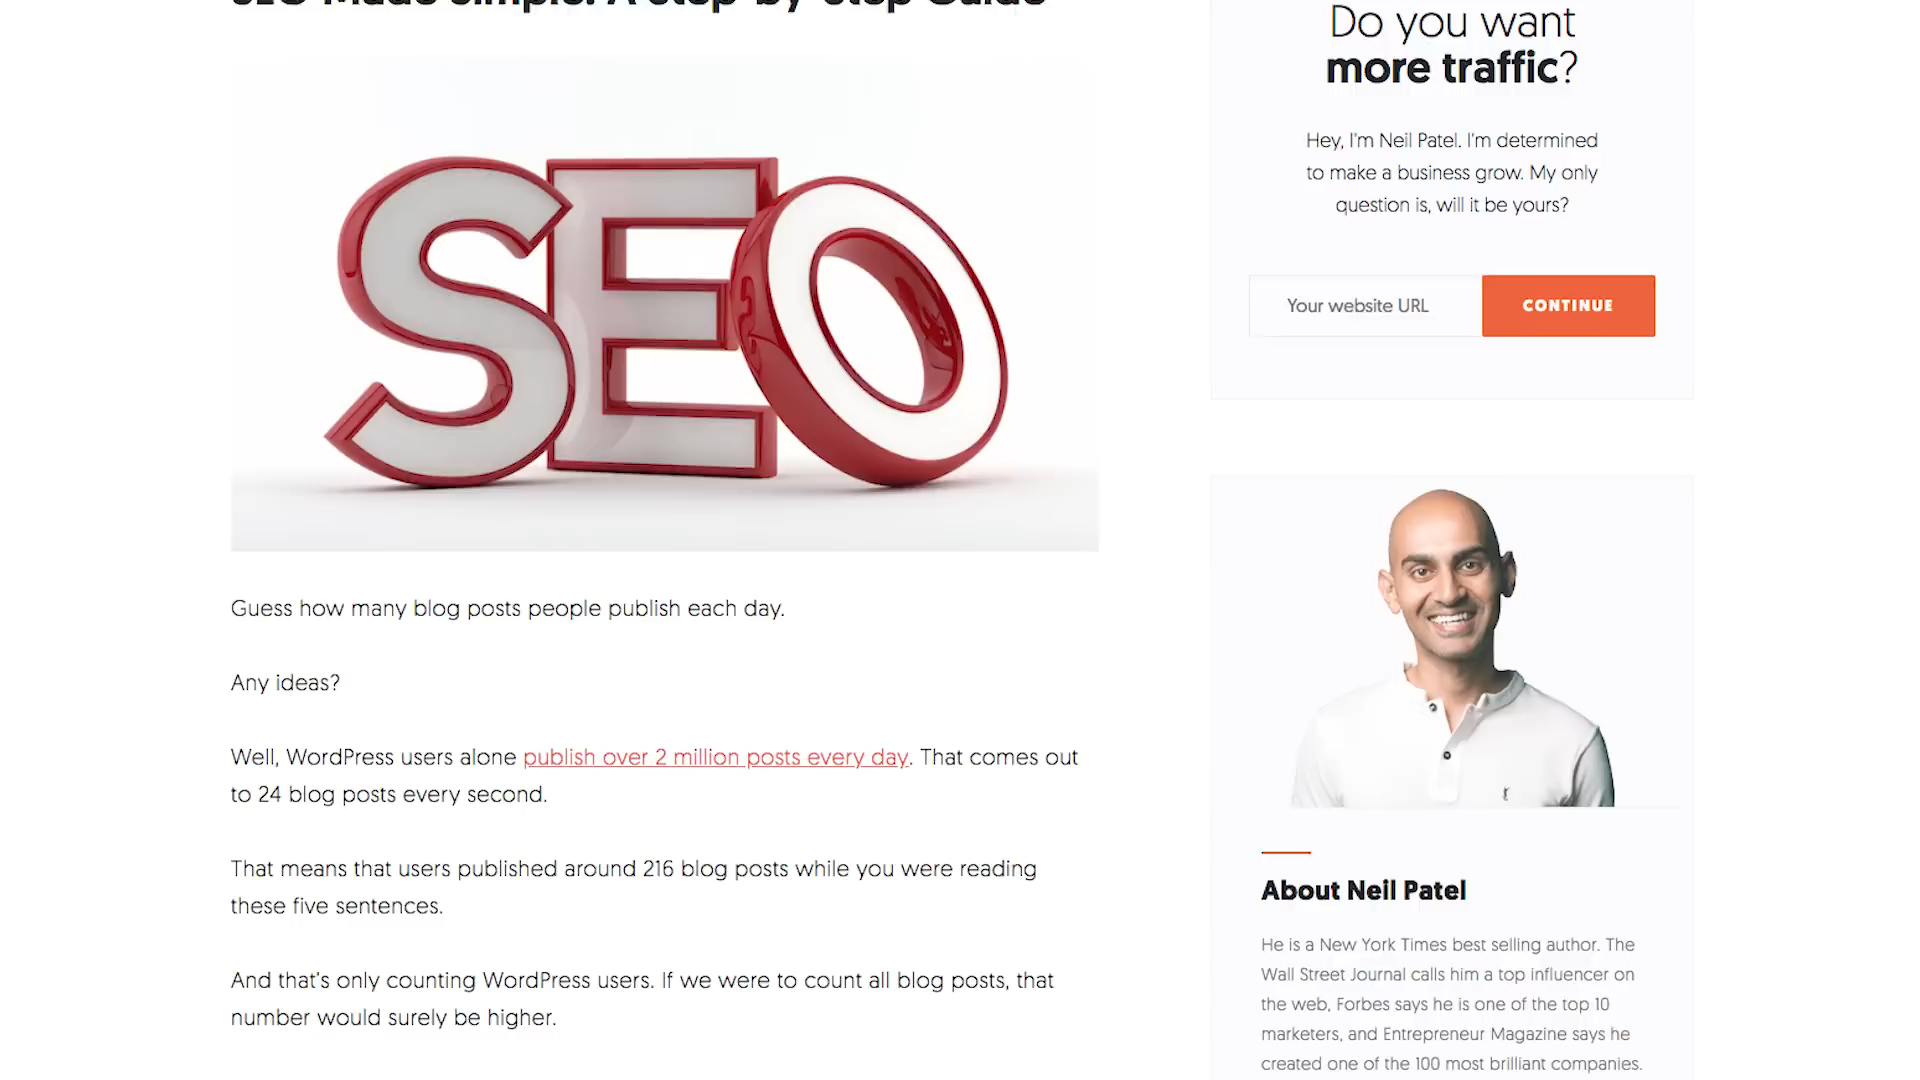 SEO Made Simple: A Step-by-Step Guide
SEO
Guess how many blog posts people publish each day.
Any ideas?
Well, WordPress users alone publish over 2 million posts every day. That comes out
to 24 blog posts every second.
That means that users published around 216 blog posts while you were reading
these five sentences.
And that's only counting WordPress users. If we were to count all blog posts, that
number would surely be higher.
Do you want
more traffic?
Hey, I'm Neil Patel. I'm determined
to make a business grow. My only
question is, will it be yours?
Your website URL
CONTINUE
About Neil Patel
He is a New York Times best selling author. The
Wall Street Journal calls him a top influencer on
the web, Forbes says he is one of the top 10
marketers, and Entrepreneur Magazine says he
created one of the 100 most brilliant companies.